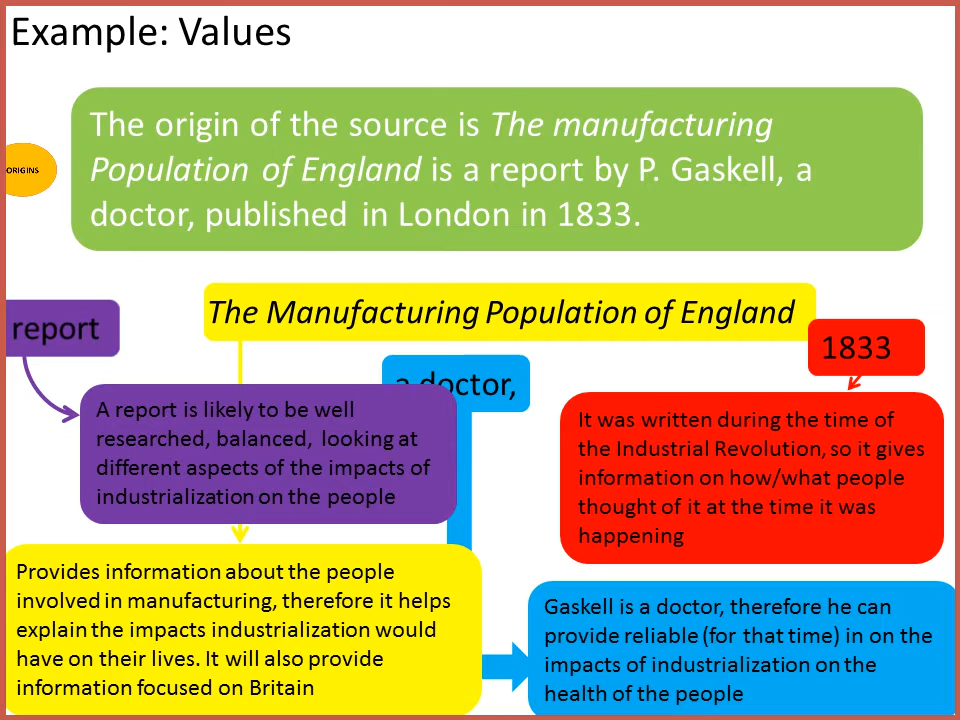 Example: Values
The origin of the source is The manufacturing
Population of England is a report by P. Gaskell, a
doctor, published in London in 1833.
ORIGINS
The Manufacturing Population of England
report
1833
a doctor,
A report is likely to be well
researched, balanced, looking at
different aspects of the impacts of
industrialization on the people
It was written during the time of
the Industrial Revolution, so it gives
information on how/what people
thought of it at the time it was
happening
Provides information about the people
involved in manufacturing, therefore it helps
explain the impacts industrialization would
have on their lives. It will also provide
information focused on Britain
Gaskell is a doctor, therefore he can
provide reliable (for that time) in on the
impacts of industrialization on the
health of the people